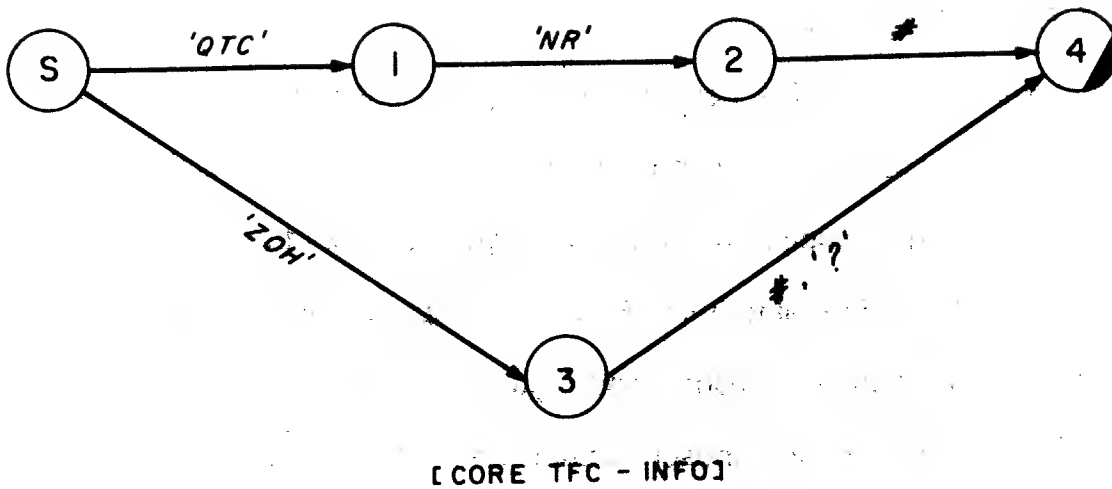 'QTC' 'NR' #
S 1 2 4
'ZOH'
#, '?'
3
[CORE TFC - INFO]